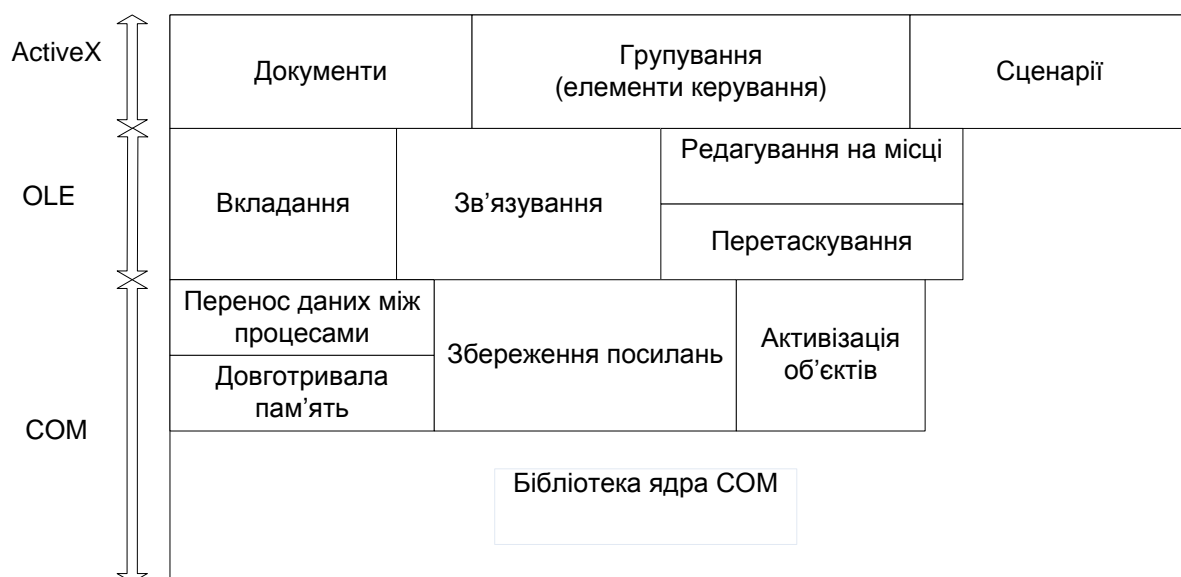 ActiveX
Документи
Групування
(елементи керування)
Сценарії
OLE
Вкладання
Зв’язування
Редагування на місці
Перетаскування
COM
Перенос даних між
процесами
Довготривала
пам’ять
Збереження посилань
Активізація
об’єктів
Бібліотека ядра COM